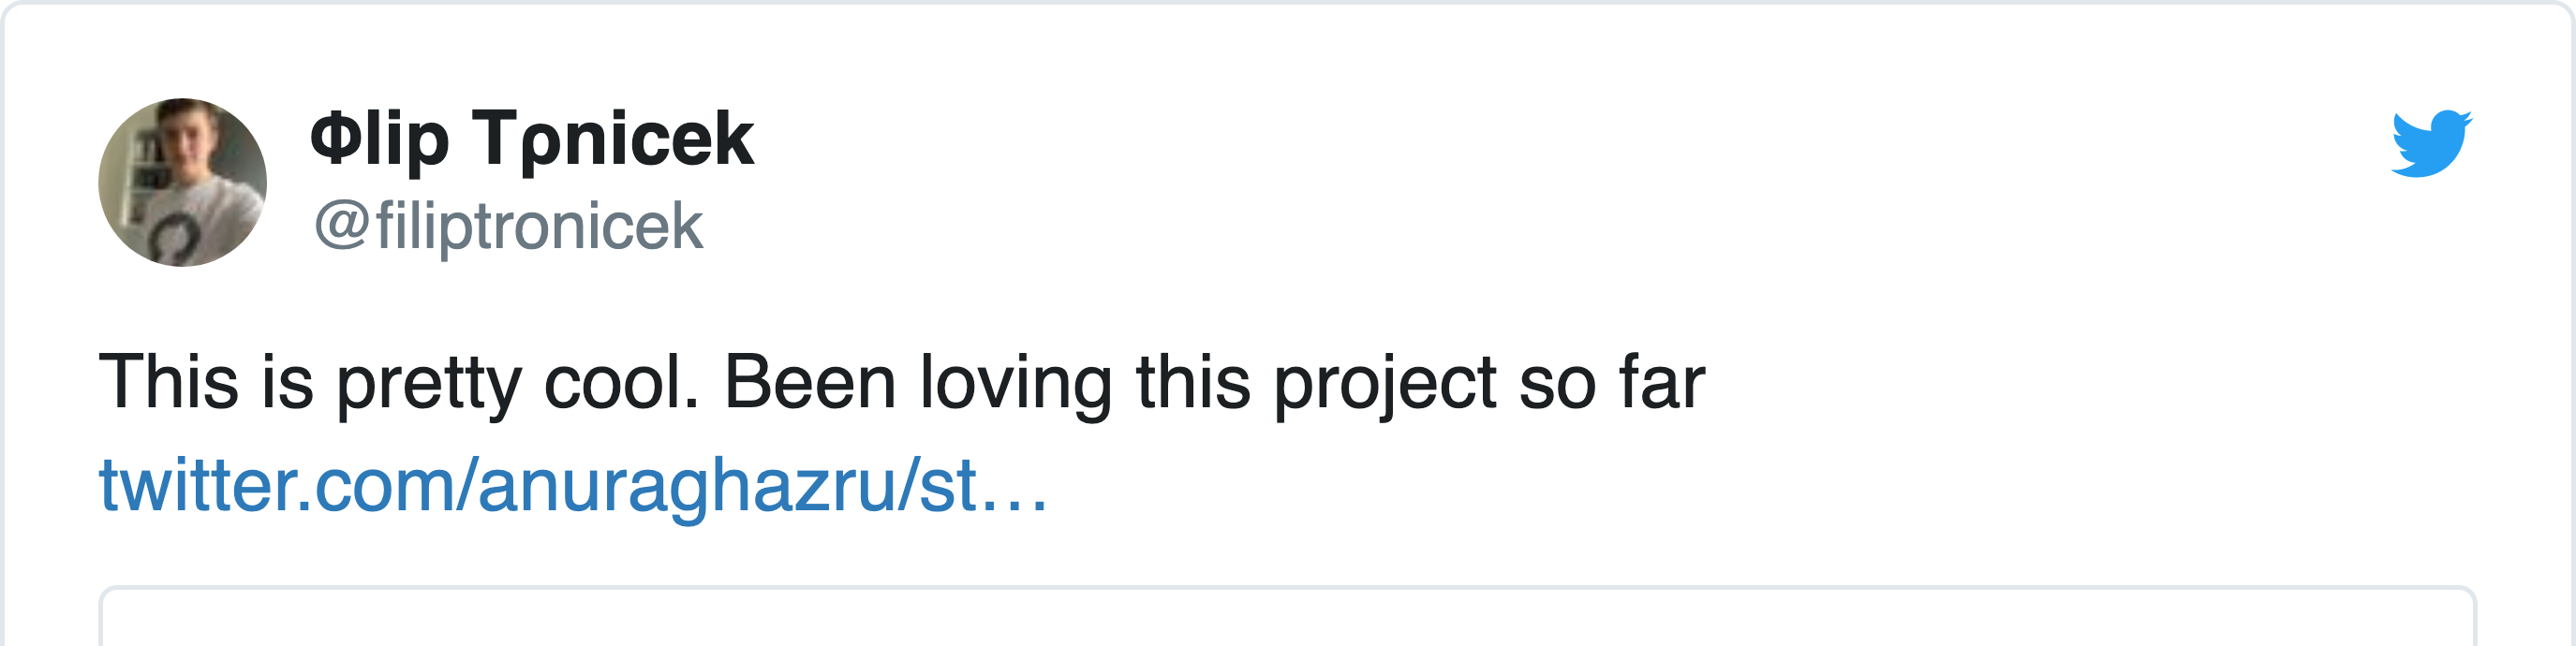 Φlip Tρnicek
@filiptronicek
This is pretty cool. Been loving this project so far
twitter.com/anuraghazru/st…